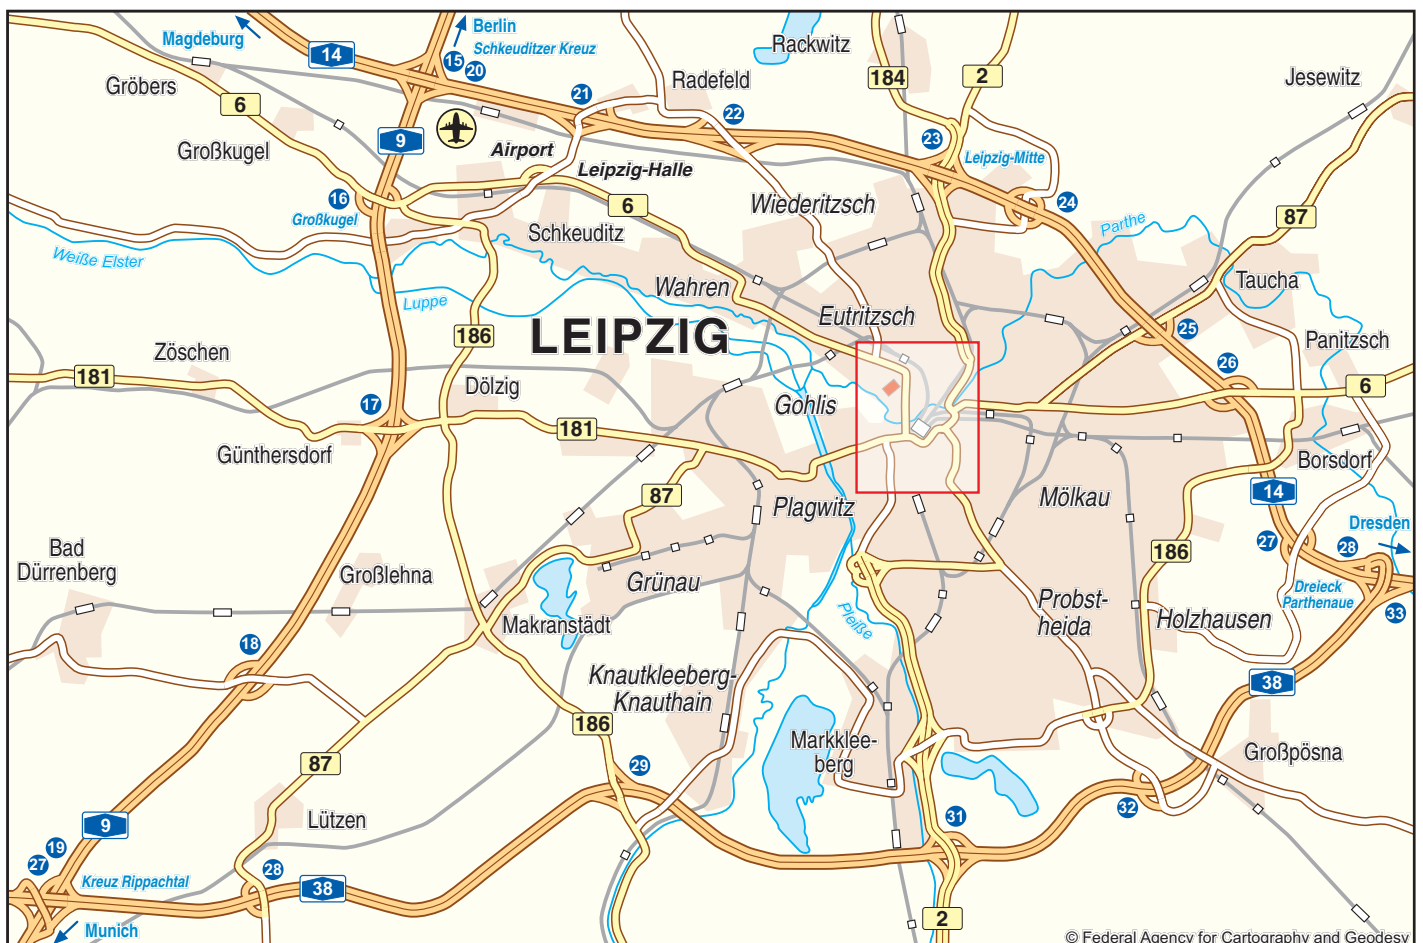 Magdeburg
14
Berlin
Schkeuditzer Kreuz
15
20
Rackwitz
184
2
Radefeld
Jesewitz
Gröbers
6
21
22
9
Airport
Leipzig-Halle
23
Leipzig-Mitte
Großkugel
16
Großkugel
6
Wiederitzsch
24
87
Parthe
Schkeuditz
Weiße Elster
Luppe
Wahren
Taucha
Eutritzsch
25
186
LEIPZIG
Zöschen
Panitzsch
26
181
Dölzig
6
17
Gohlis
181
Günthersdorf
Borsdorf
87
Plagwitz
Mölkau
14
Dresden
27
28
186
Bad
Dürrenberg
Großlehna
Grünau
Dreieck
Parthenaue
33
Makranstädt
Pleiße
Probst-
heida
Holzhausen
18
Knautkleeberg-
Knauthain
38
186
Markklee-
berg
Großpösna
87
29
32
31
9
Lützen
19
27
28
Kreuz Rippachtal
38
2
Munich
© Federal Agency for Cartography and Geodesy